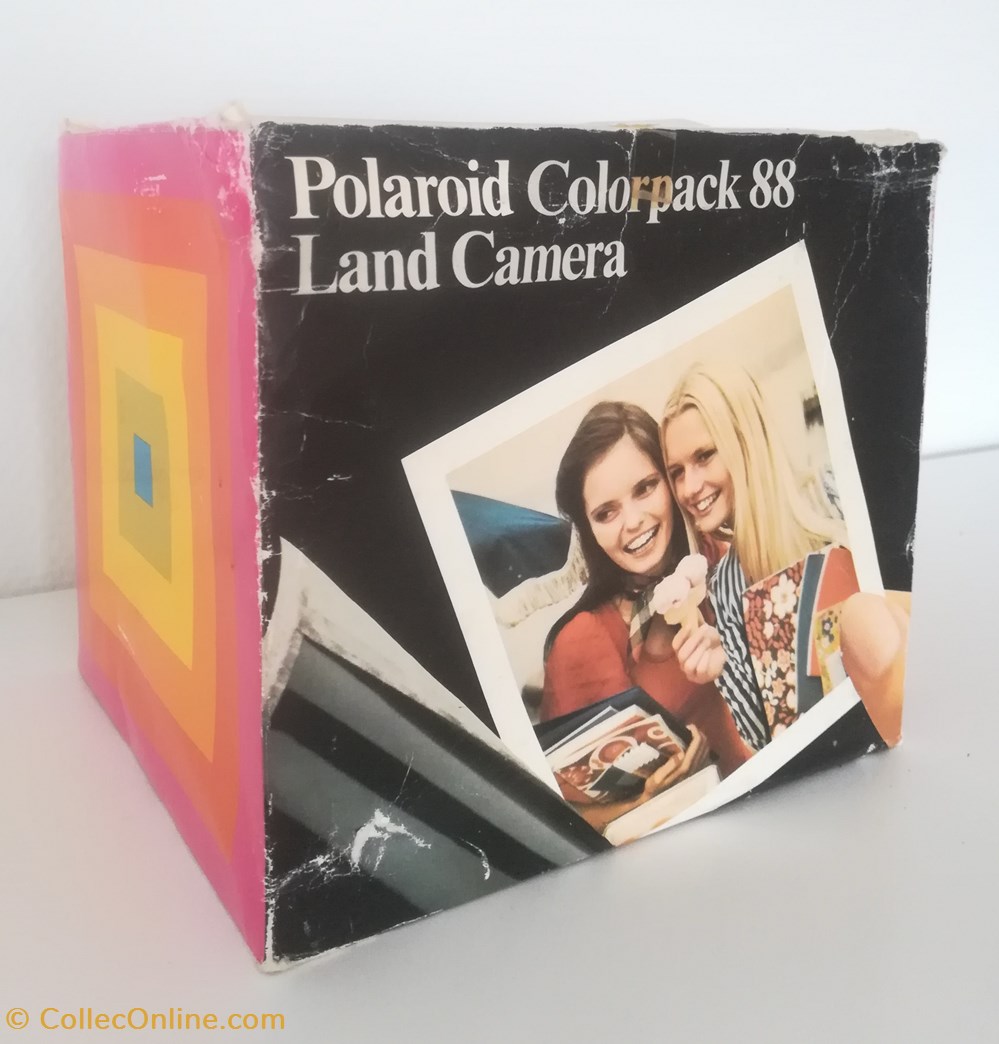 Polaroid Colorpack 88
Land Camera
© CollecOnline.com